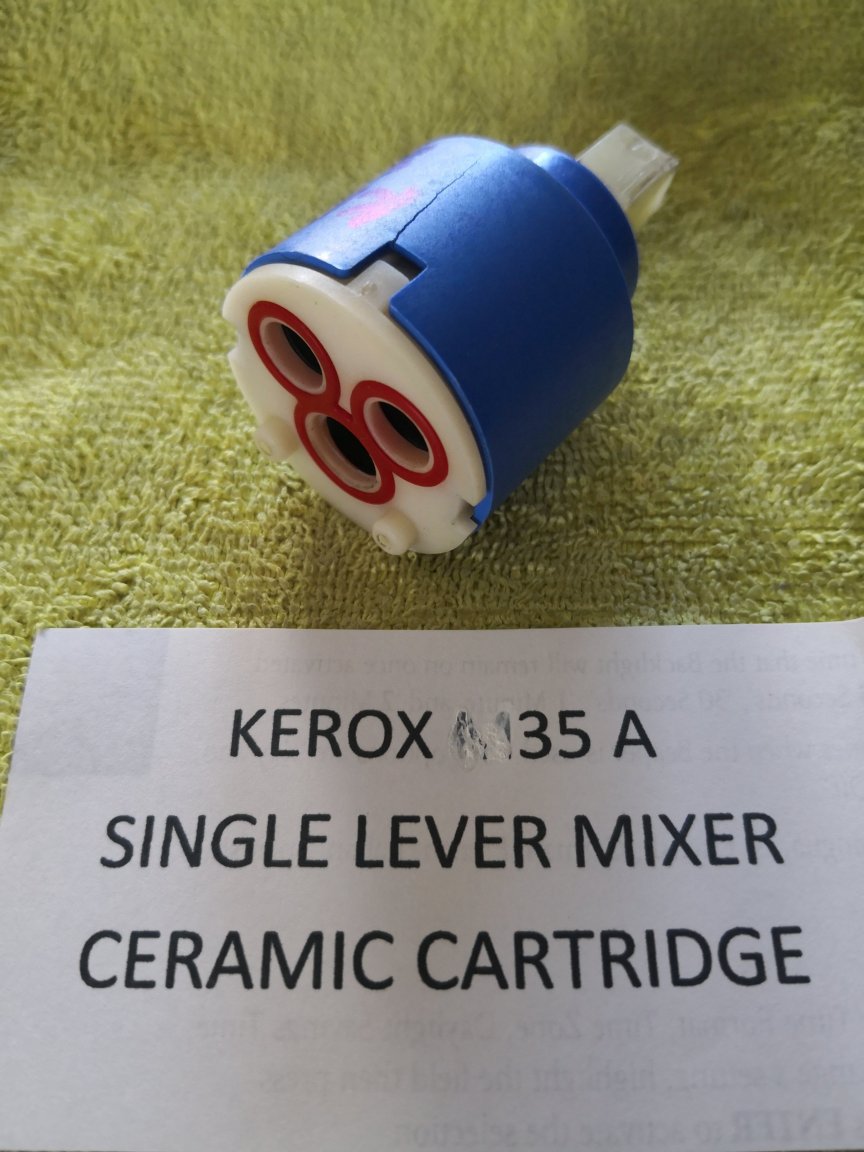 KEROX 35 A
SINGLE LEVER MIXER
CERAMIC CARTRIDGE